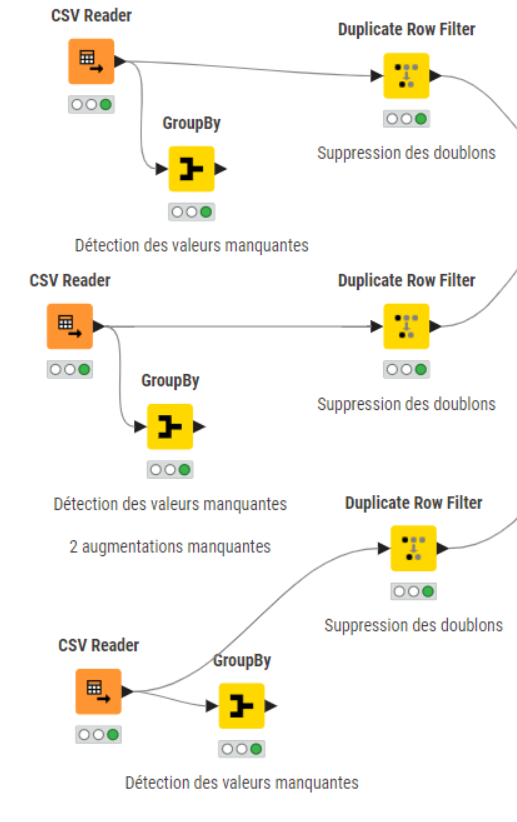 CSV Reader
Duplicate Row Filter
GroupBy
Suppression des doublons
Détection des valeurs manquantes
CSV Reader
Duplicate Row Filter
GroupBy
Suppression des doublons
Détection des valeurs manquantes
2 augmentations manquantes
Duplicate Row Filter
Suppression des doublons
CSV Reader
GroupBy
Détection des valeurs manquantes